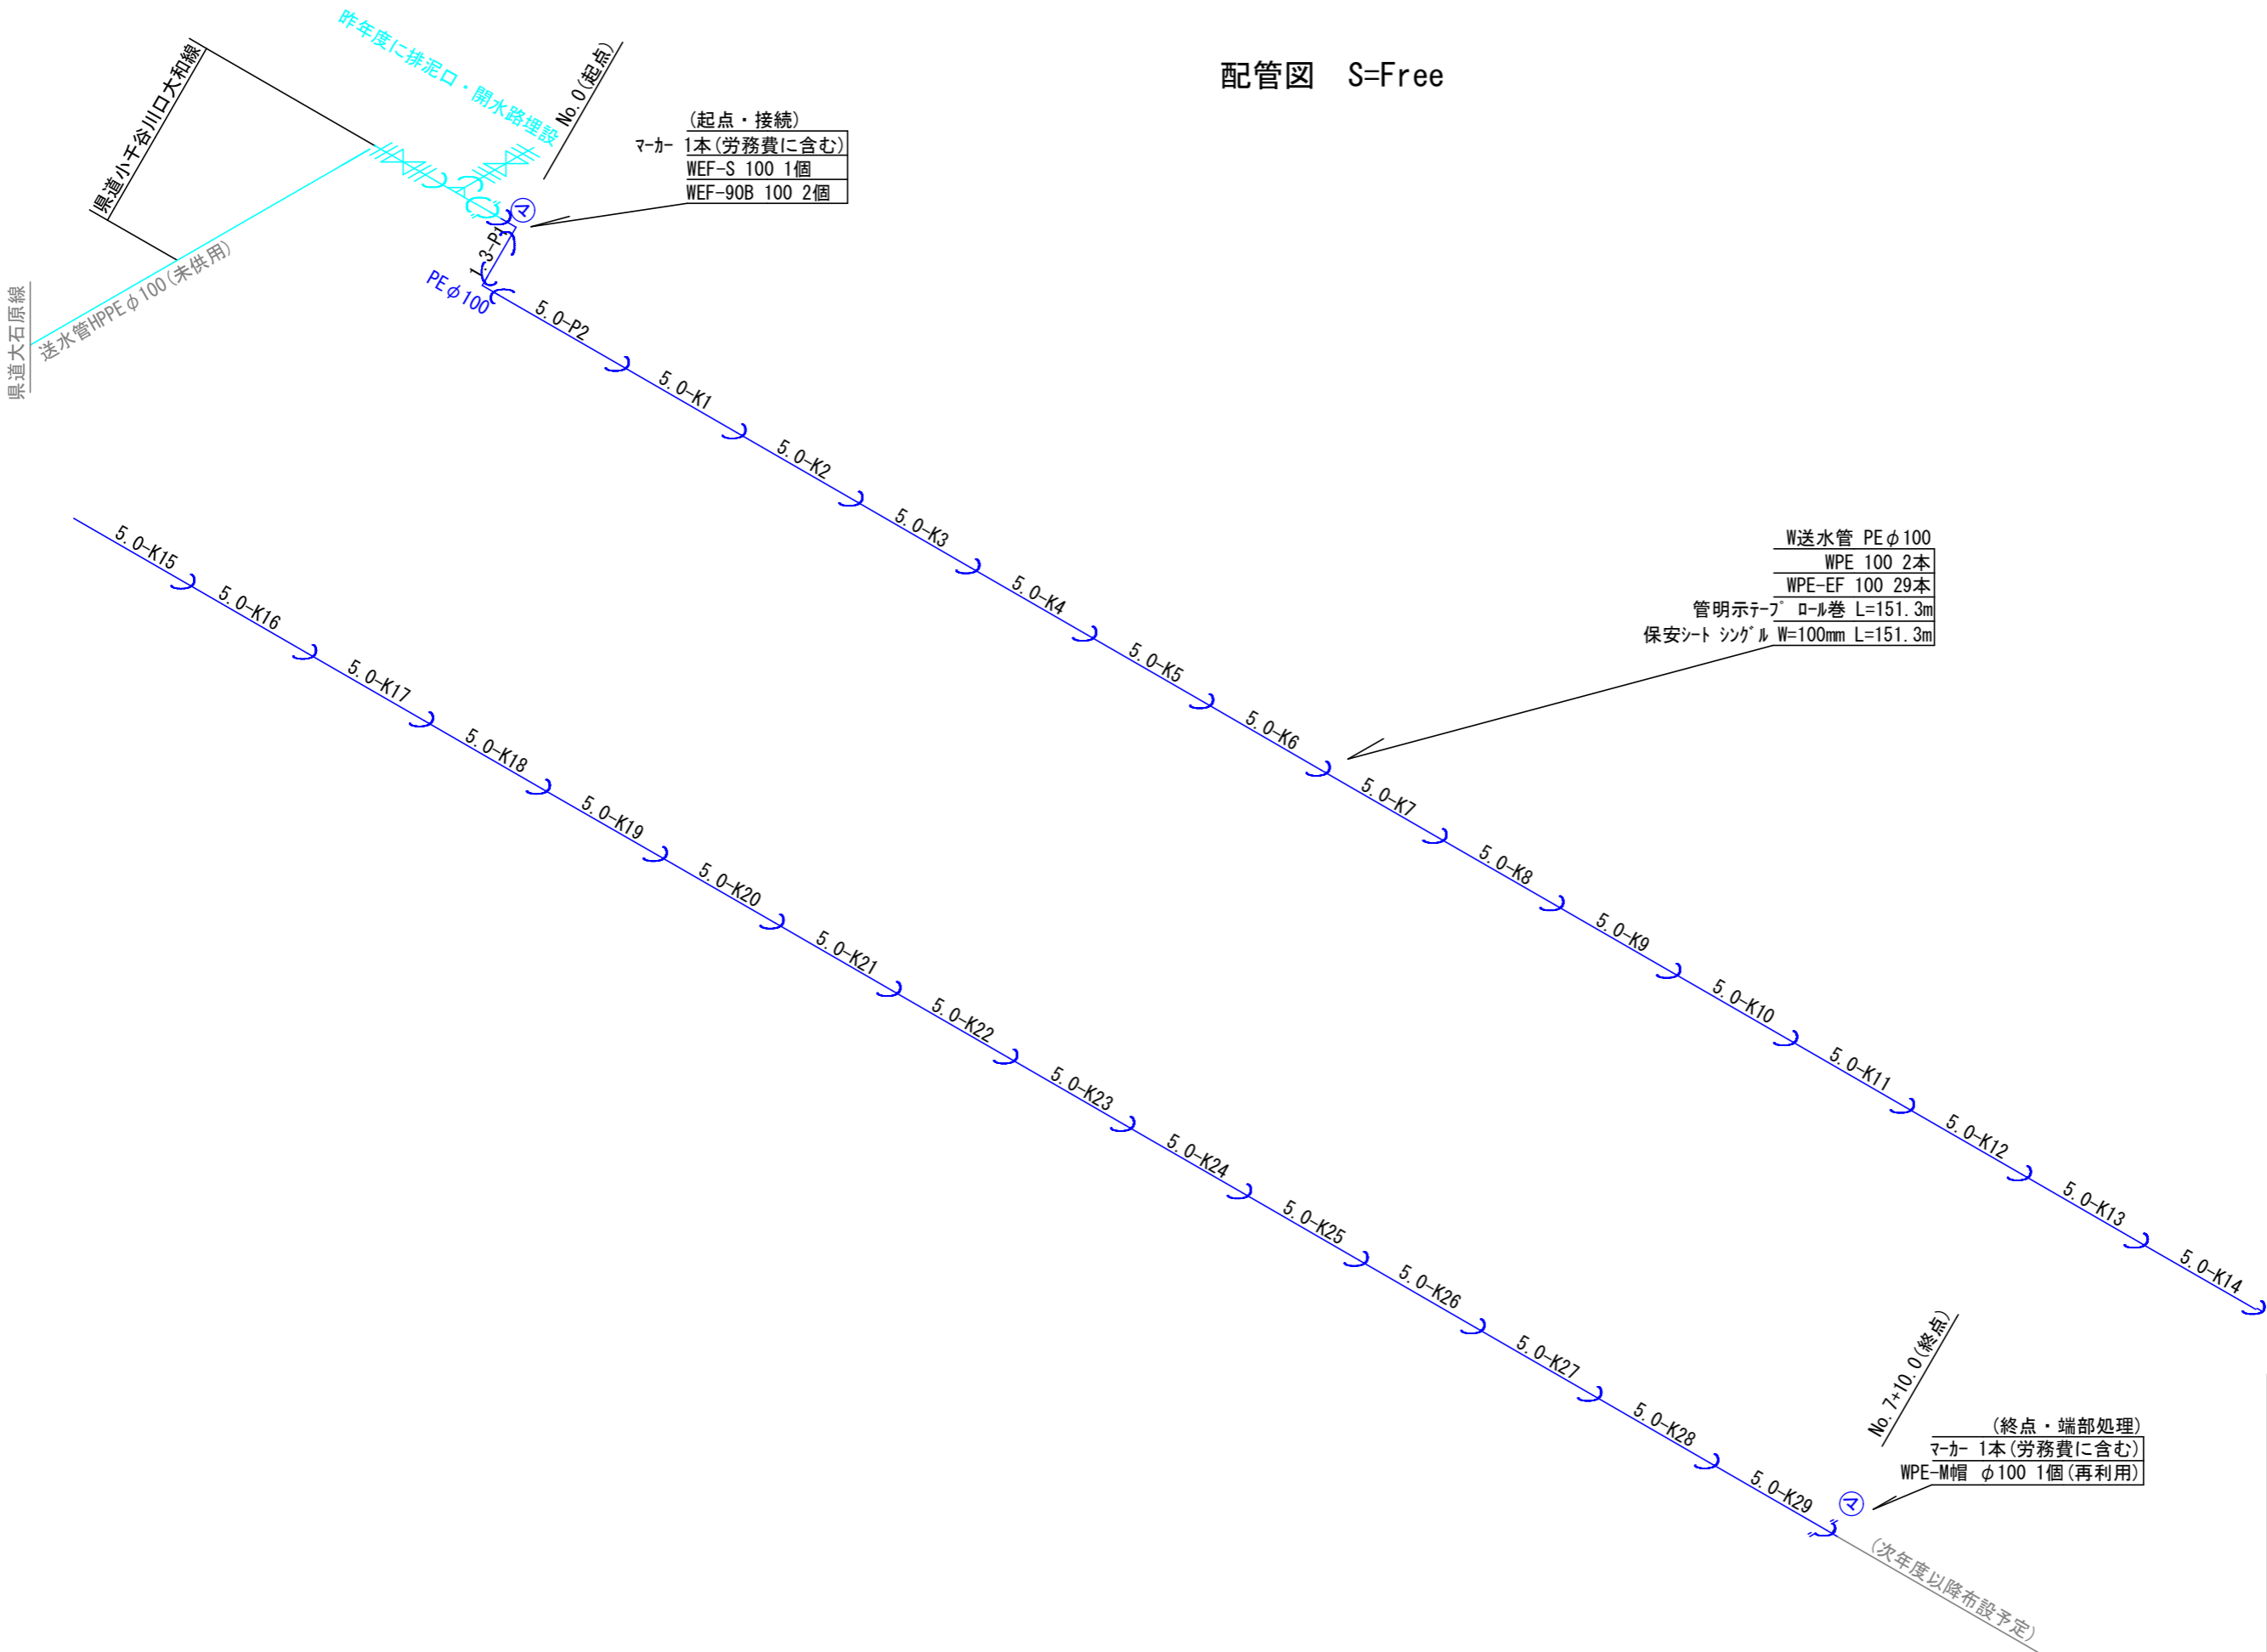 配管図 S=Free
昨年度に排泥口・開水路埋設
No.0(起点)
県道小千谷川口大和線
(起点・接続)
マーカー 1本(労務費に含む)
WEF-S 100 1個
WEF-90B 100 2個
マ
1.3-P1
PEφ100
送水管HPPEφ100(未供用)
県道大石原線
5.0-P2
5.0-K1
5.0-K2
5.0-K3
5.0-K4
5.0-K5
5.0-K6
5.0-K7
5.0-K8
5.0-K9
5.0-K10
5.0-K11
5.0-K12
5.0-K13
5.0-K14
W送水管 PEφ100
WPE 100 2本
WPE-EF 100 29本
管明示テープ ロール巻 L=151.3m
保安シート シングル W=100mm L=151.3m
5.0-K15
5.0-K16
5.0-K17
5.0-K18
5.0-K19
5.0-K20
5.0-K21
5.0-K22
5.0-K23
5.0-K24
5.0-K25
5.0-K26
5.0-K27
5.0-K28
5.0-K29
No.7+10.0(終点)
(終点・端部処理)
マーカー 1本(労務費に含む)
WPE-M帽 φ100 1個(再利用)
マ
(次年度以降布設予定)